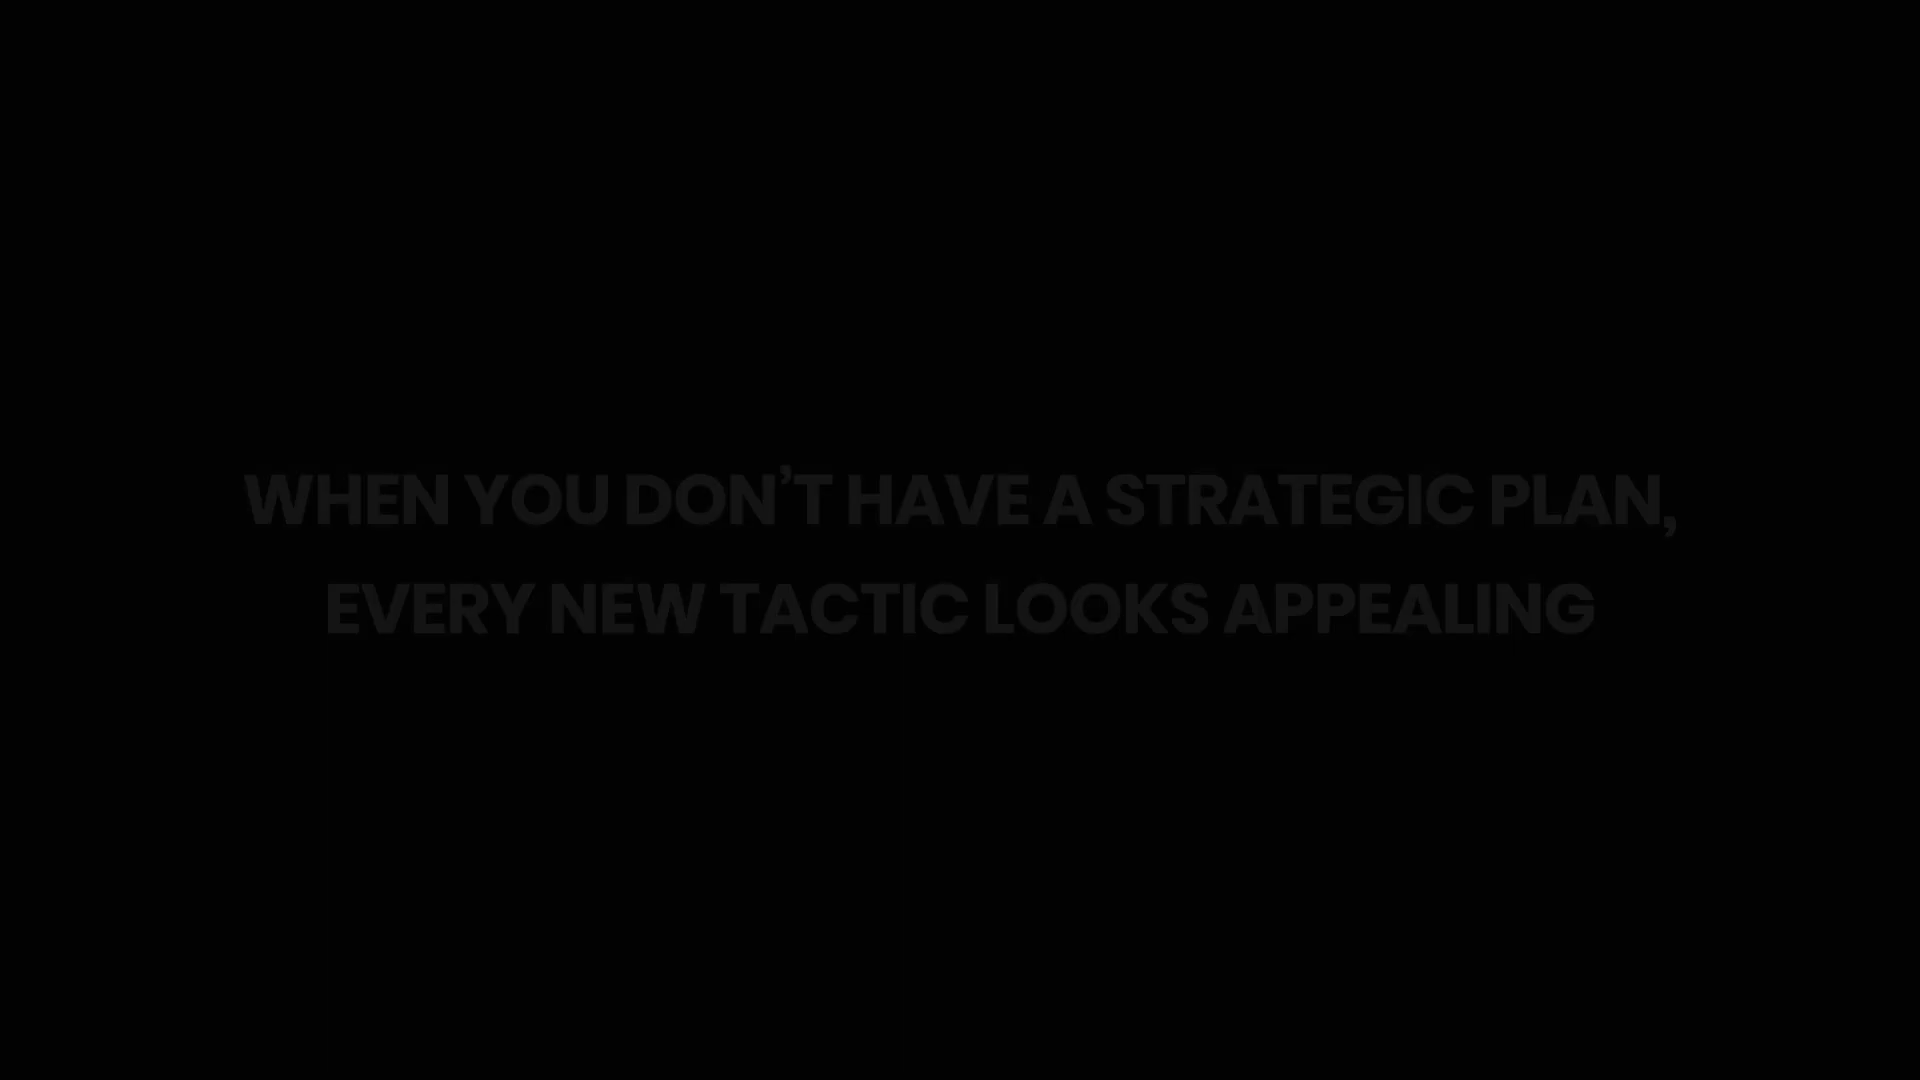 WHEN YOU DON’T HAVE A STRATEGIC PLAN,
EVERY NEW TACTIC LOOKS APPEALING